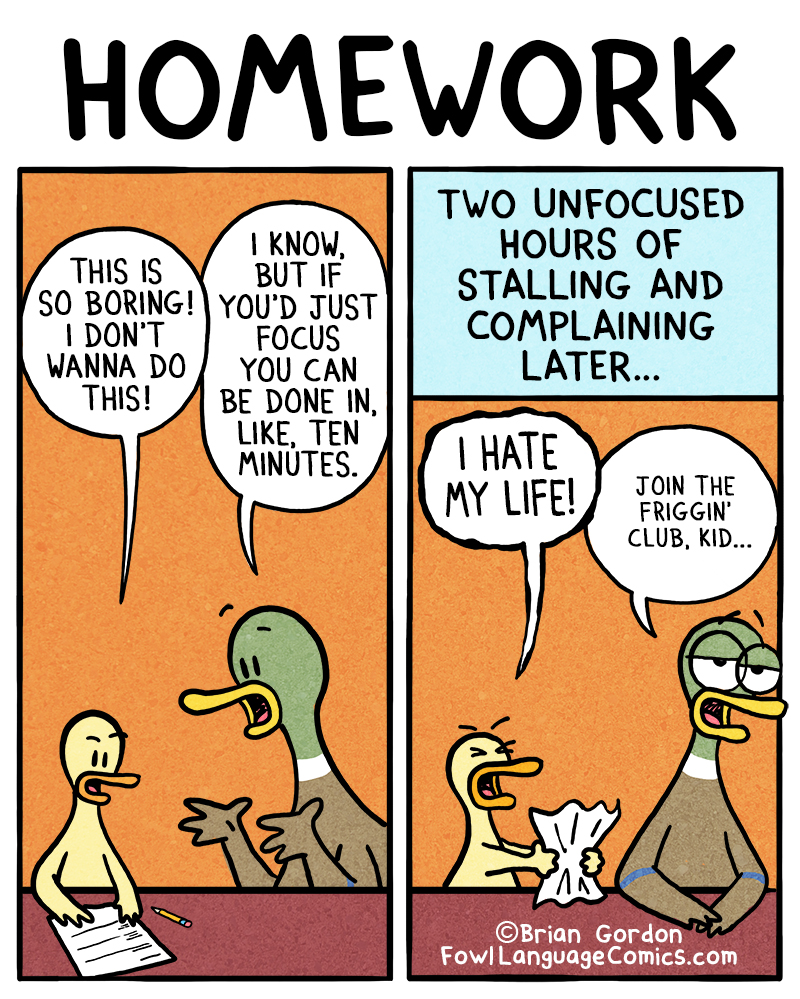 HOMEWORK
THIS IS
SO BORING!
I DON'T
WANNA DO
THIS!
I KNOW,
BUT IF
YOU'D JUST
FOCUS
YOU CAN
BE DONE IN,
LIKE, TEN
MINUTES.
TWO UNFOCUSED
HOURS OF
STALLING AND
COMPLAINING
LATER...
I HATE
MY LIFE!
JOIN THE
FRIGGIN'
CLUB, KID...
©Brian Gordon
FowlLanguageComics.com